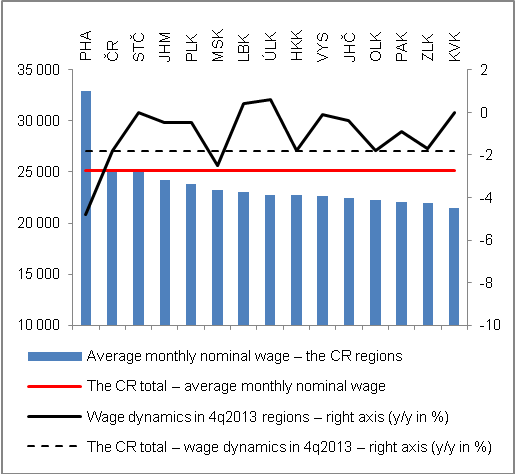 PHA
ČR
STČ
JHM
PLK
MSK
LBK
ÚLK
HKK
VYS
JHČ
OLK
PAK
ZLK
KVK
35 000
30 000
25 000
20 000
15 000
10 000
2
0
-2
-4
-6
-8
-10
Average monthly nominal wage – the CR regions
The CR total – average monthly nominal wage
Wage dynamics in 4q2013 regions – right axis (y/y in %)
The CR total – wage dynamics in 4q2013 – right axis (y/y in %)